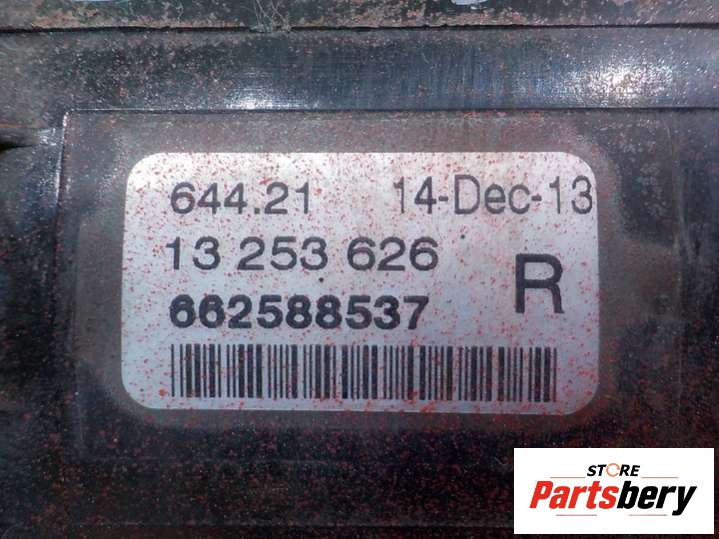 644.21 14-Dec-13
13 253 626
R
662588537
STORE
Partsbery